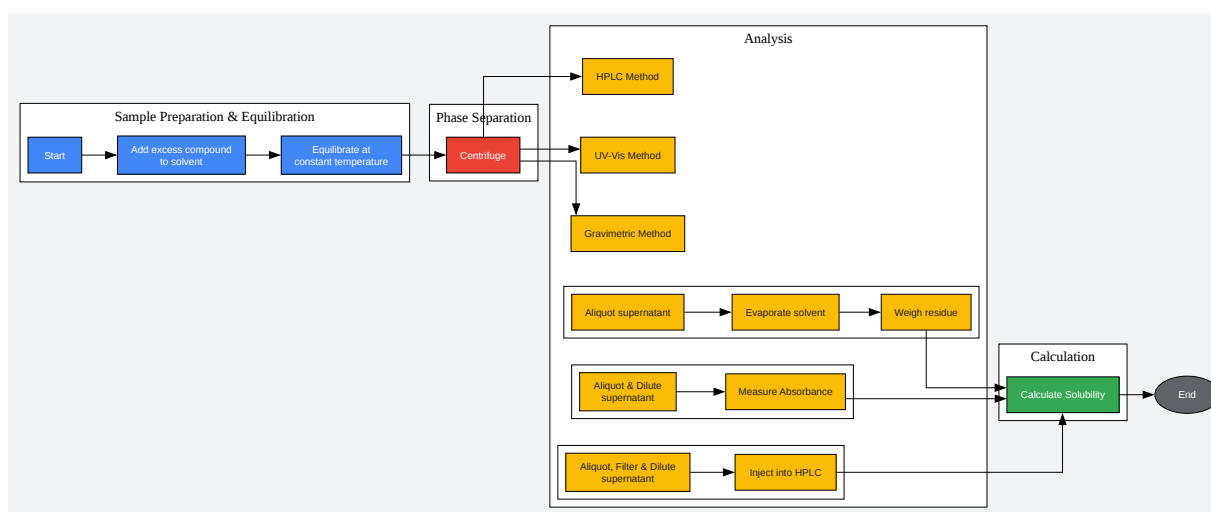 Analysis
HPLC Method
Sample Preparation & Equilibration
Phase Separation
Start
Add excess compound
to solvent
Equilibrate at
constant temperature
Centrifuge
UV-Vis Method
Gravimetric Method
Aliquot supernatant
Evaporate solvent
Weigh residue
Calculation
Aliquot & Dilute
supernatant
Measure Absorbance
Calculate Solubility
End
Aliquot, Filter & Dilute
supernatant
Inject into HPLC